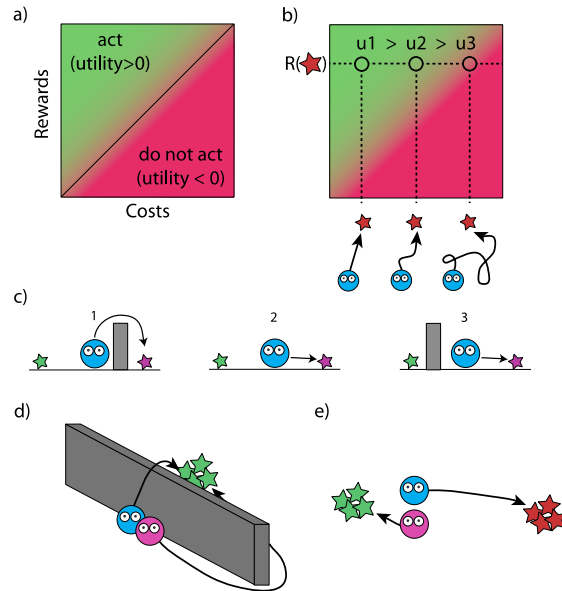 a)
act
(utility>0)
do not act
(utility < 0)
Rewards
Costs
b)
u1 > u2 > u3
R( )
c)
1
2
3
d)
e)